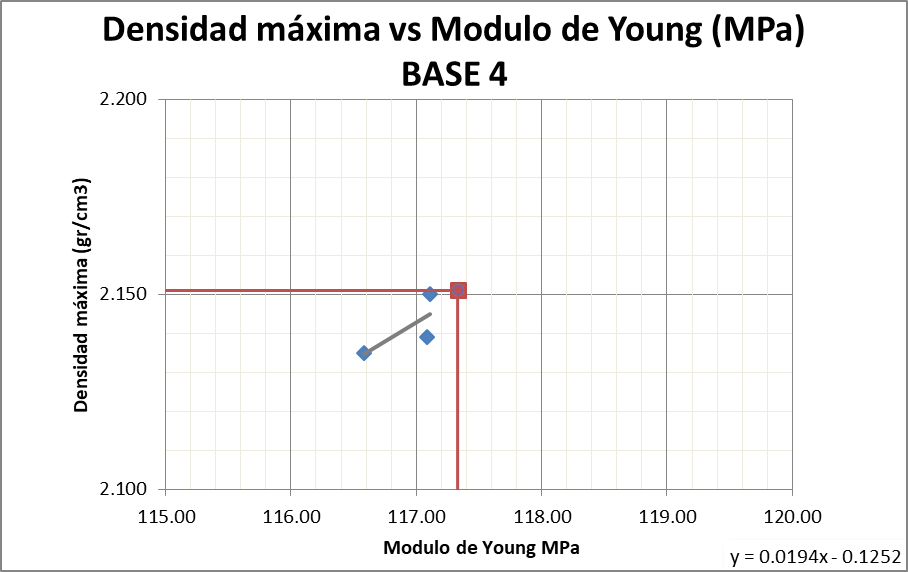 Densidad máxima vs Modulo de Young (MPa)
BASE 4
2.200
2.150
2.100
Densidad máxima (gr/cm3)
115.00 116.00 117.00 118.00 119.00 120.00
Modulo de Young MPa
y = 0.0194x - 0.1252